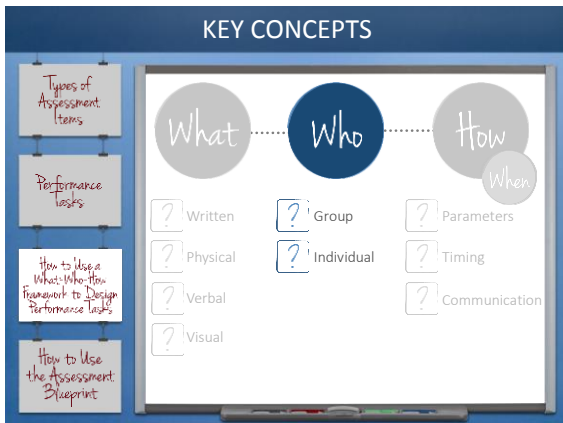 KEY CONCEPTS
Types of
Assessment
Items
Performance
Tasks
How to Use a
What-Who-How
Framework to Design
Performance Tasks
How to Use
the Assessment
Blueprint
What
Who
How
When
? Written
? Physical
? Verbal
? Visual
? Group
? Individual
? Parameters
? Timing
? Communication